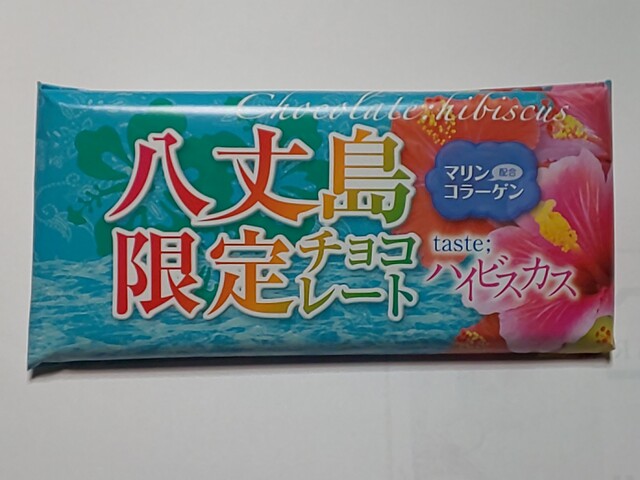 Chocolate:hibiscus
八丈島
限定チョコレート
マリン配合
コラーゲン
taste;
ハイビスカス